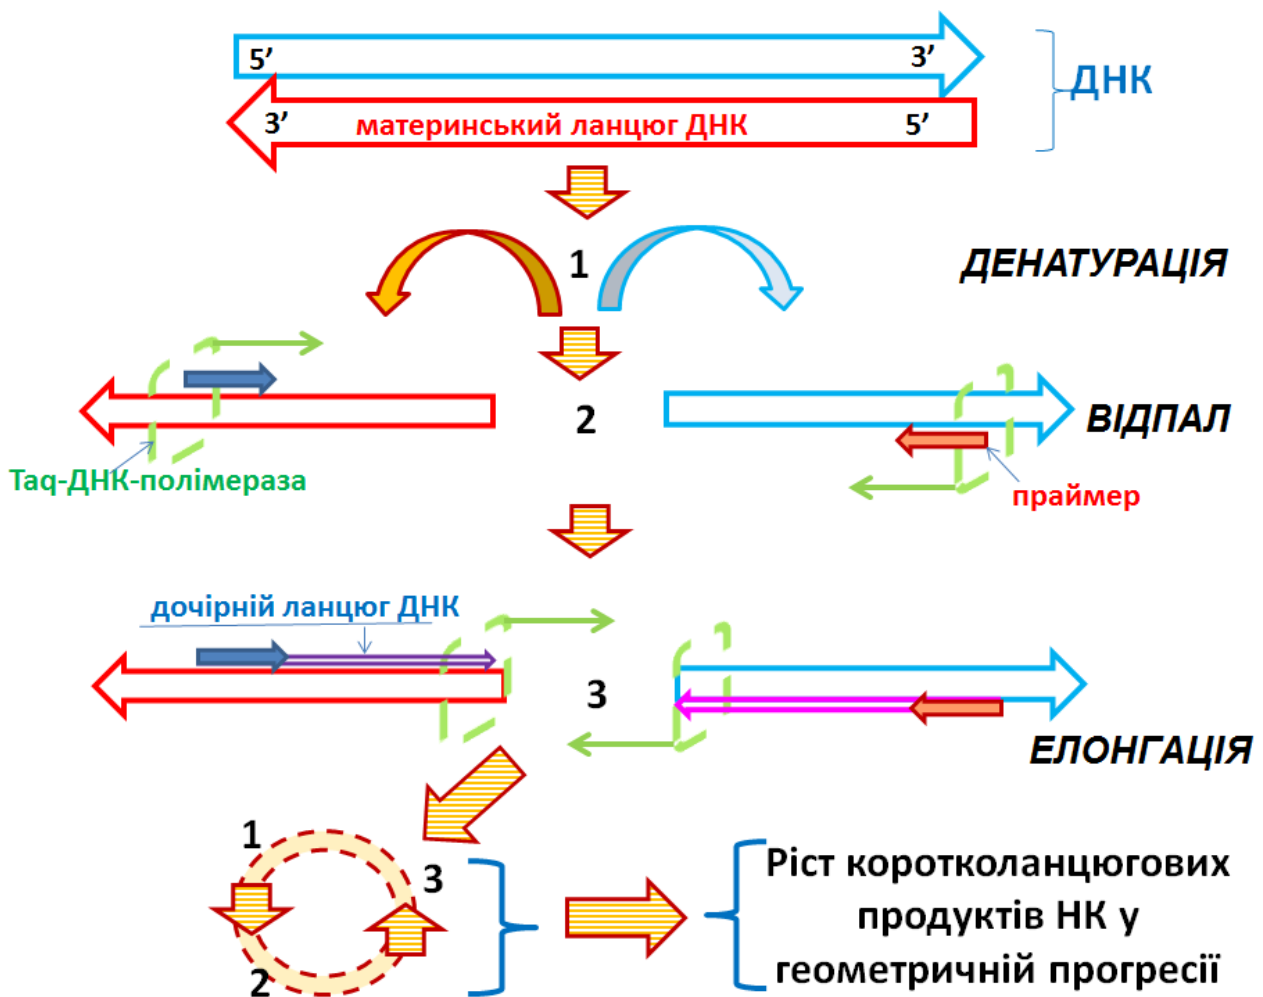 5’ 3’
ДНК
3’ материнський ланцюг ДНК 5’
1
ДЕНАТУРАЦІЯ
2
ВІДПАЛ
Taq-ДНК-полімераза
праймер
дочірній ланцюг ДНК
3
ЕЛОНГАЦІЯ
1
3
2
Ріст коротколанцюгових
продуктів НК у
геометричній прогресії